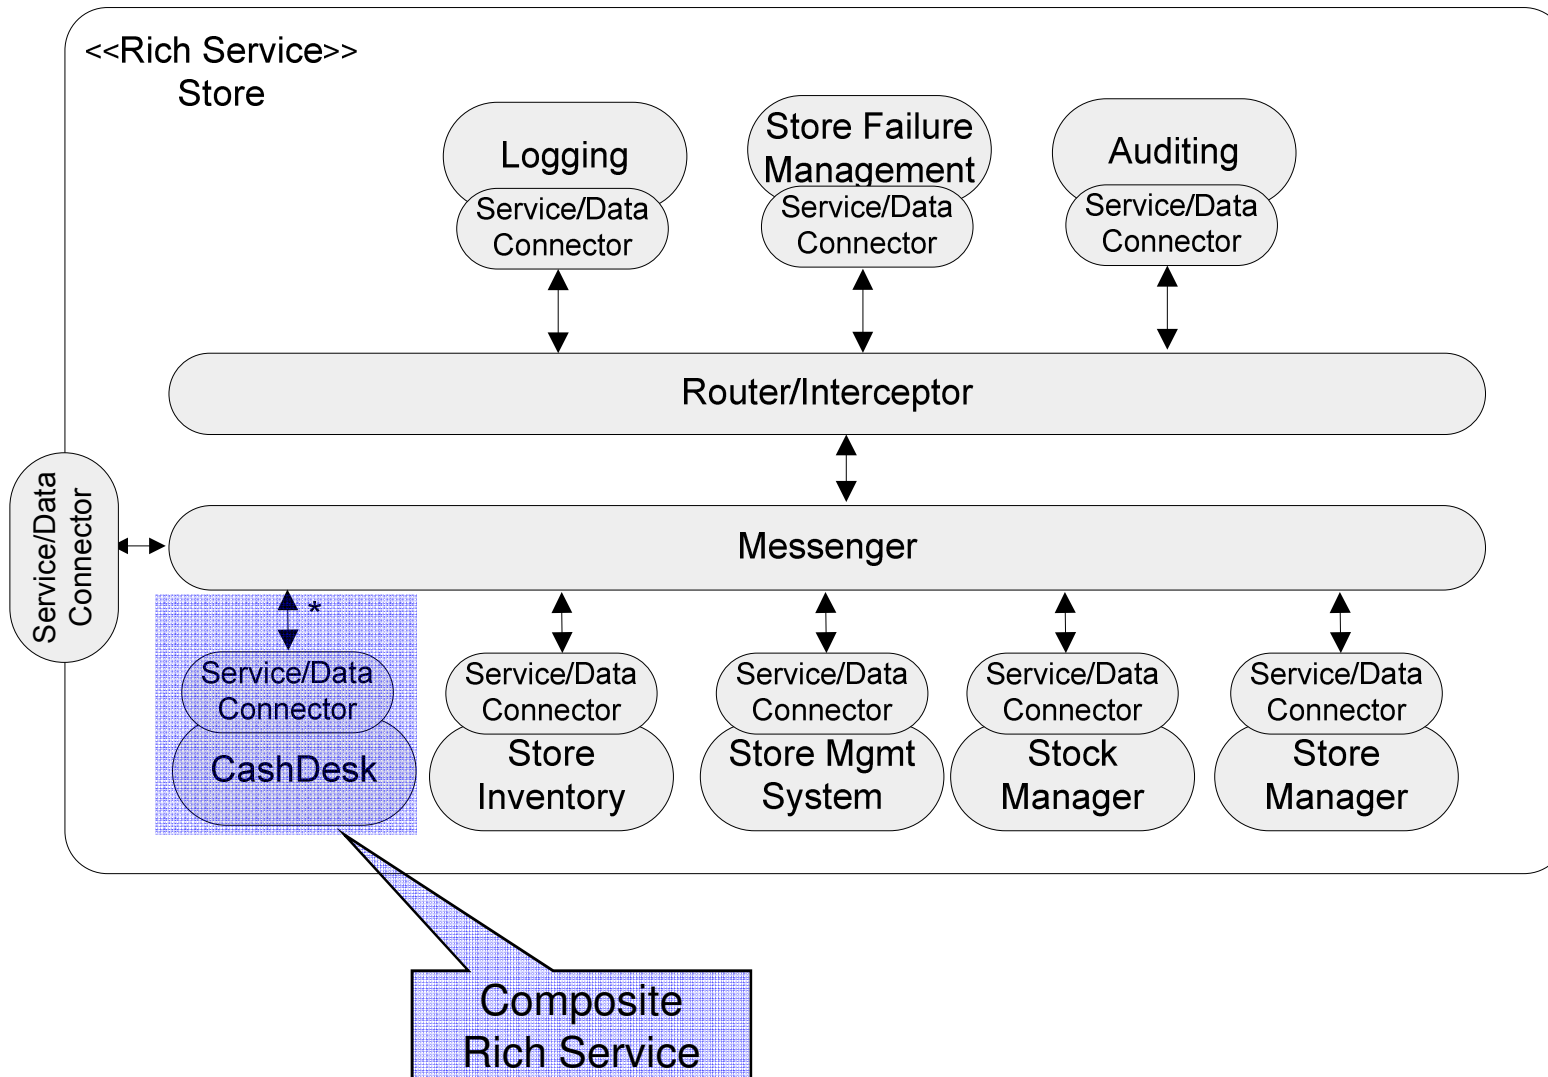 <<Rich Service>>
Store
Logging
Service/Data
Connector
Store Failure
Management
Service/Data
Connector
Auditing
Service/Data
Connector
Router/Interceptor
Service/Data
Connector
Messenger
*
Service/Data
Connector
CashDesk
Service/Data
Connector
Store
Inventory
Service/Data
Connector
Store Mgmt
System
Service/Data
Connector
Stock
Manager
Service/Data
Connector
Store
Manager
Composite
Rich Service